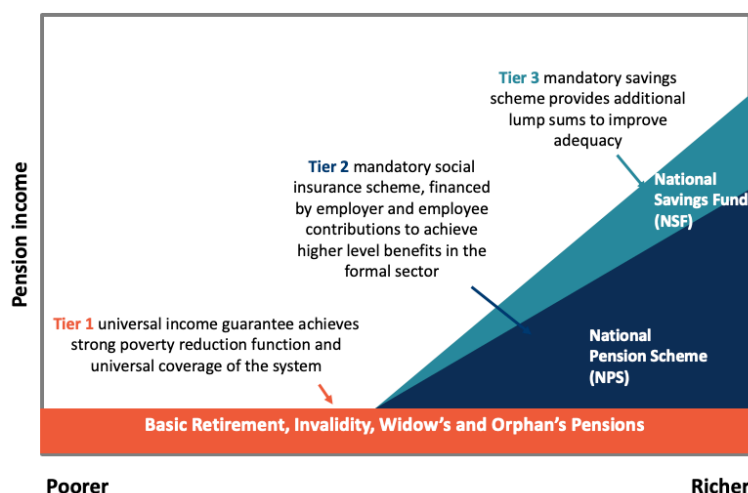 Tier 3 mandatory savings
scheme provides additional
lump sums to improve
adequacy
Tier 2 mandatory social
insurance scheme, financed
by employer and employee
contributions to achieve
higher level benefits in the
formal sector
National
Savings Fund
(NSF)
Pension income
Tier 1 universal income guarantee achieves
strong poverty reduction function and
universal coverage of the system
National
Pension Scheme
(NPS)
Basic Retirement, Invalidity, Widow's and Orphan's Pensions
Poorer
Richer